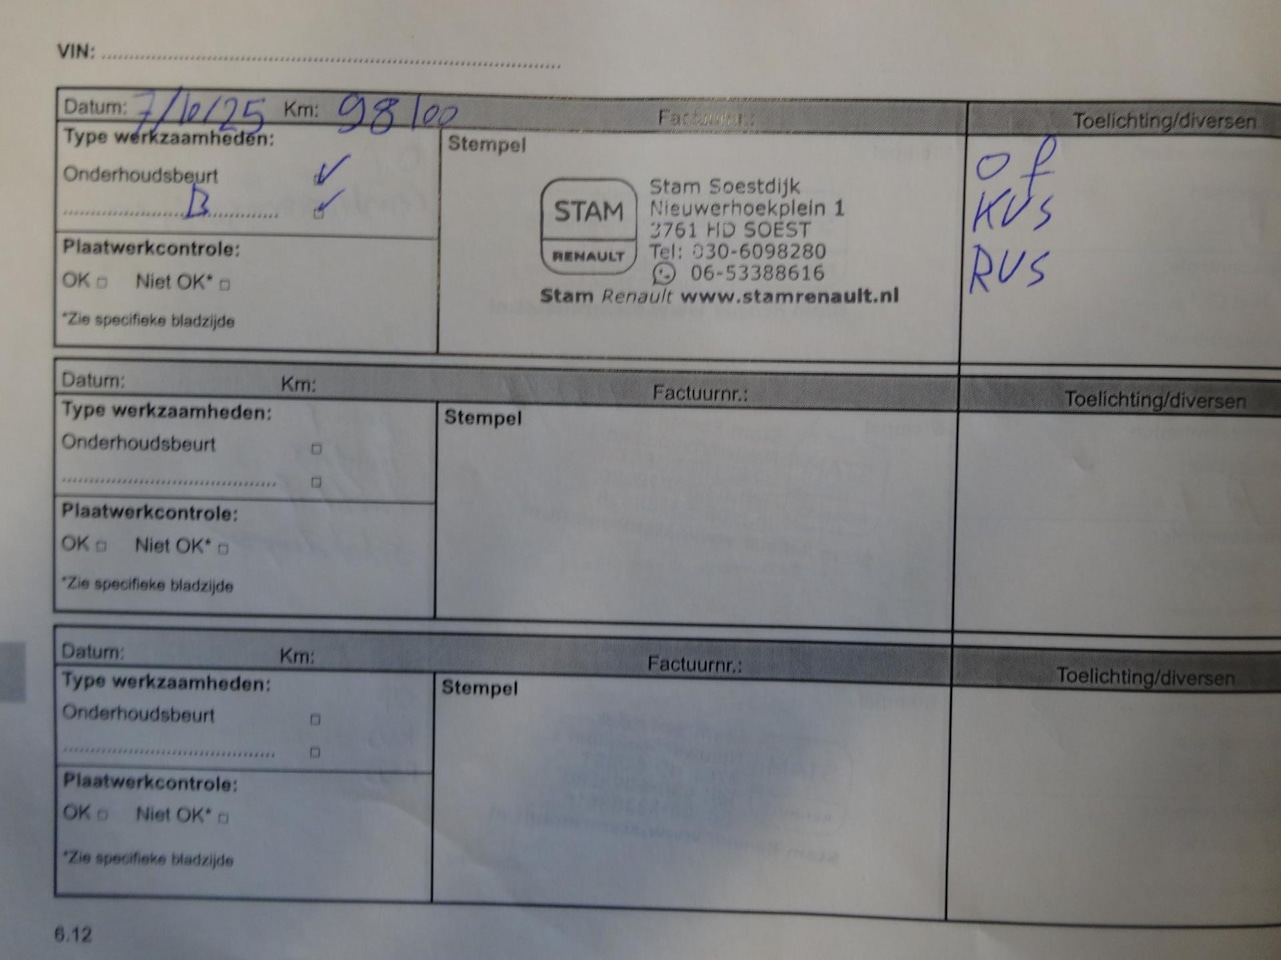 VIN: ........................................................................
Datum: 7/10/25 Km: 98100 Factuurnr.: Toelichting/diversen
Type werkzaamheden:
Onderhoudsbeurt ✓
B ✓
Plaatwerkcontrole:
OK □ Niet OK* □
*Zie specifieke bladzijde
Stempel
STAM
RENAULT
Stam Soestdijk
Nieuwerhoekplein 1
3761 HD SOEST
Tel: 030-6098280
06-53388616
Stam Renault www.stamrenault.nl
Of
KVS
RVS
Datum: Km: Factuurnr.: Toelichting/diversen
Type werkzaamheden:
Onderhoudsbeurt □
........................................ □
Plaatwerkcontrole:
OK □ Niet OK* □
*Zie specifieke bladzijde
Stempel
Datum: Km: Factuurnr.: Toelichting/diversen
Type werkzaamheden:
Onderhoudsbeurt □
........................................ □
Plaatwerkcontrole:
OK □ Niet OK* □
*Zie specifieke bladzijde
Stempel
6.12